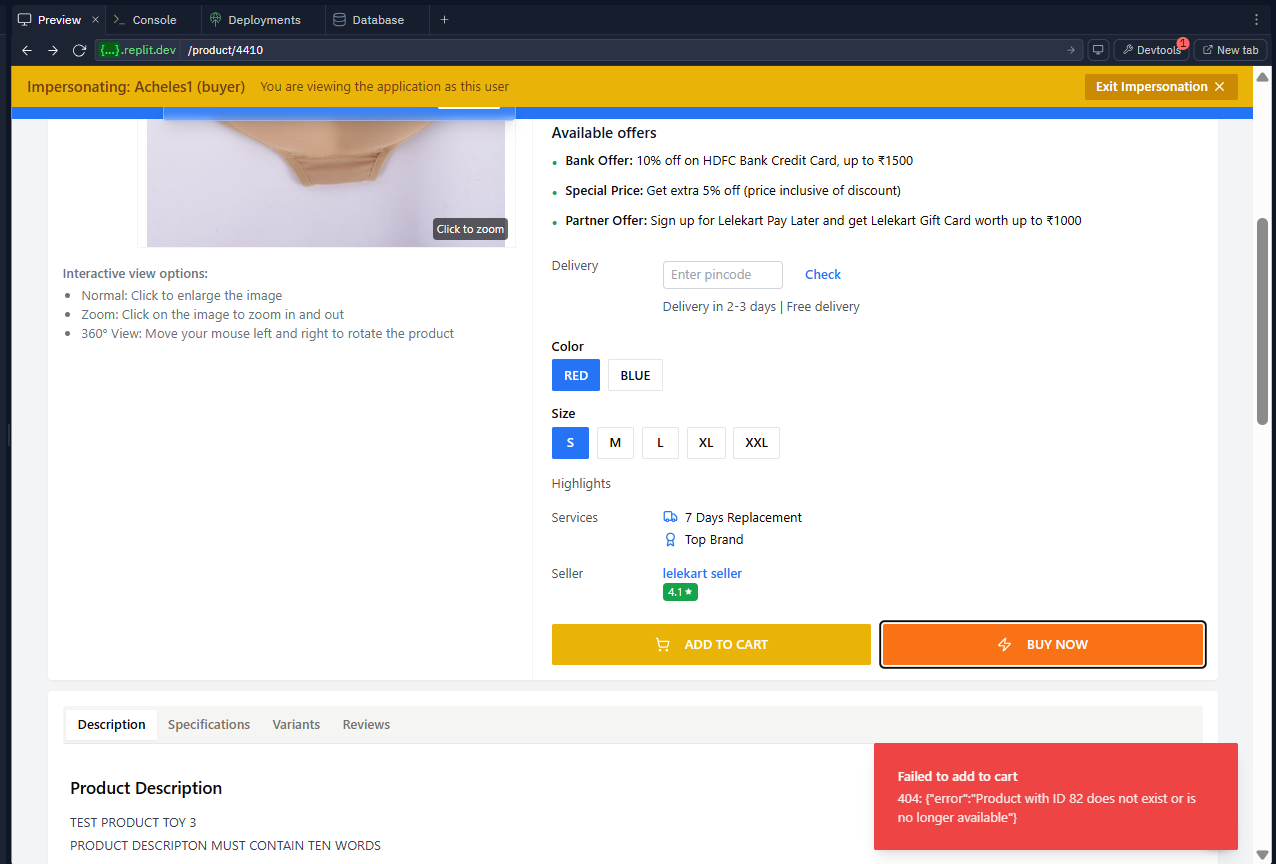 Preview
Console
Deployments
Database
{...}.replit.dev /product/4410
Devtools 1
New tab
Impersonating: Acheles1 (buyer) You are viewing the application as this user
Exit Impersonation
Click to zoom
Interactive view options:
Normal: Click to enlarge the image
Zoom: Click on the image to zoom in and out
360° View: Move your mouse left and right to rotate the product
Available offers
Bank Offer: 10% off on HDFC Bank Credit Card, up to ₹1500
Special Price: Get extra 5% off (price inclusive of discount)
Partner Offer: Sign up for Lelekart Pay Later and get Lelekart Gift Card worth up to ₹1000
Delivery
Enter pincode Check
Delivery in 2-3 days | Free delivery
Color
RED BLUE
Size
S M L XL XXL
Highlights
Services 7 Days Replacement
Top Brand
Seller lelekart seller
4.1
ADD TO CART BUY NOW
Description Specifications Variants Reviews
Product Description
TEST PRODUCT TOY 3
PRODUCT DESCRIPTON MUST CONTAIN TEN WORDS
Failed to add to cart
404: {"error":"Product with ID 82 does not exist or is
no longer available"}